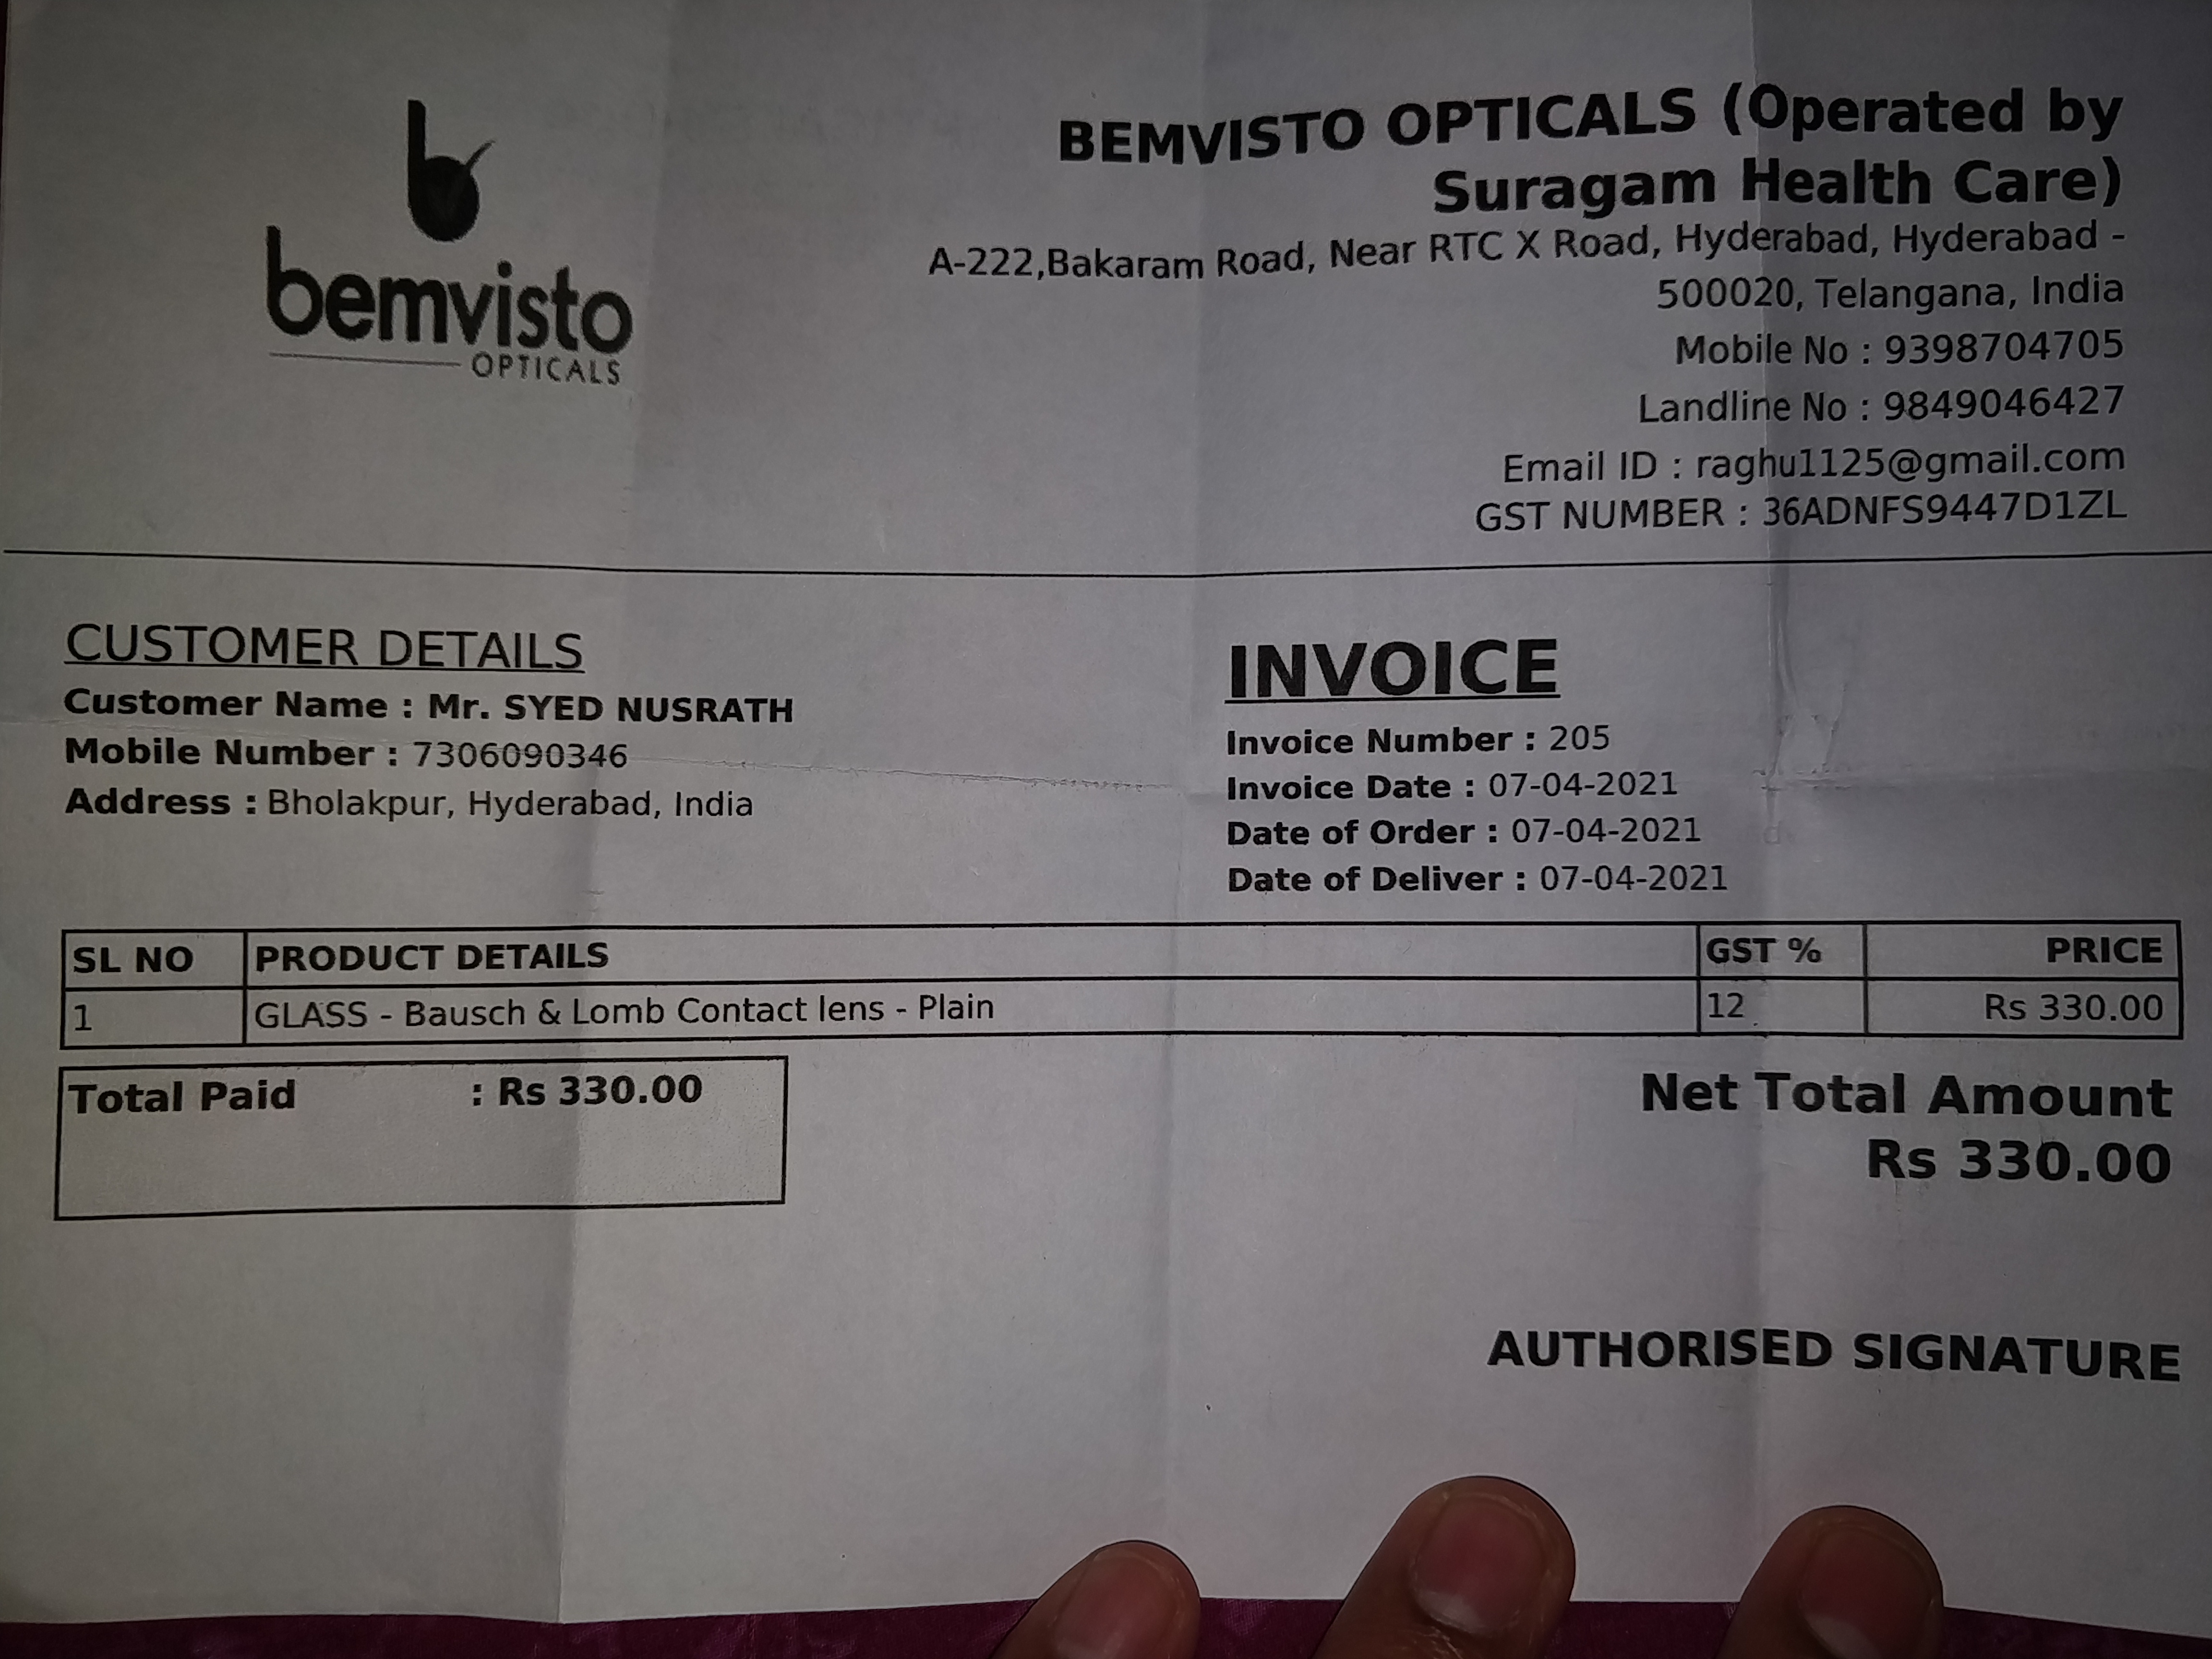 bemvisto
OPTICALS
BEMVISTO OPTICALS (Operated by
Suragam Health Care)
A-222,Bakaram Road, Near RTC X Road, Hyderabad, Hyderabad -
500020, Telangana, India
Mobile No : 9398704705
Landline No : 9849046427
Email ID : raghu1125@gmail.com
GST NUMBER : 36ADNFS9447D1ZL
CUSTOMER DETAILS
Customer Name : Mr. SYED NUSRATH
Mobile Number : 7306090346
Address : Bholakpur, Hyderabad, India
INVOICE
Invoice Number : 205
Invoice Date : 07-04-2021
Date of Order : 07-04-2021
Date of Deliver : 07-04-2021
SL NO PRODUCT DETAILS GST % PRICE
1 GLASS - Bausch & Lomb Contact lens - Plain 12 Rs 330.00
Total Paid : Rs 330.00
Net Total Amount
Rs 330.00
AUTHORISED SIGNATURE